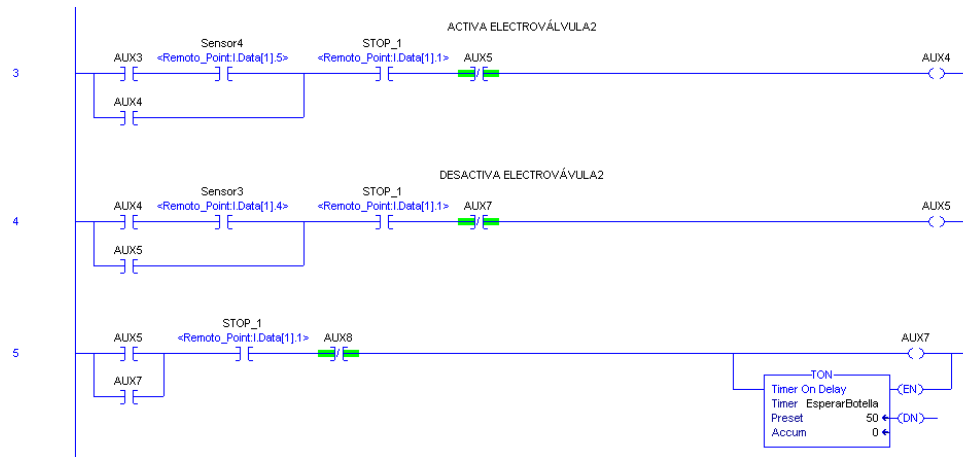 ACTIVA ELECTROVÁLVULA2
Sensor4 STOP_1
AUX3 <Remoto_Point:I.Data[1].5> <Remoto_Point:I.Data[1].1> AUX5 AUX4
3
AUX4
DESACTIVA ELECTROVÁVULA2
Sensor3 STOP_1
AUX4 <Remoto_Point:I.Data[1].4> <Remoto_Point:I.Data[1].1> AUX7 AUX5
4
AUX5
STOP_1
AUX5 <Remoto_Point:I.Data[1].1> AUX8 AUX7
5
AUX7
TON
Timer On Delay EN
Timer EsperarBotella
Preset 50 DN
Accum 0